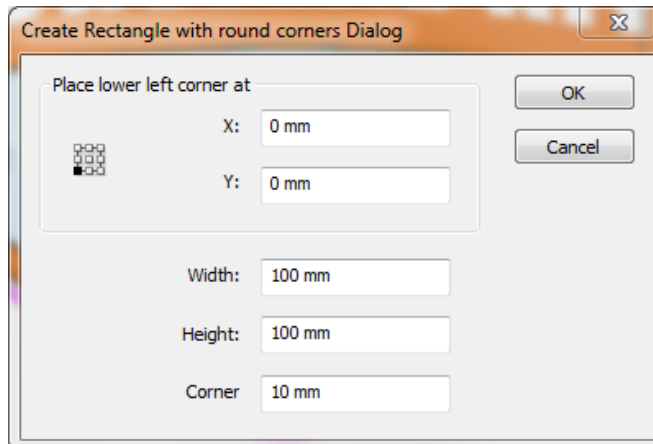 Create Rectangle with round corners Dialog
Place lower left corner at
X: 0 mm
Y: 0 mm
OK
Cancel
Width: 100 mm
Height: 100 mm
Corner 10 mm